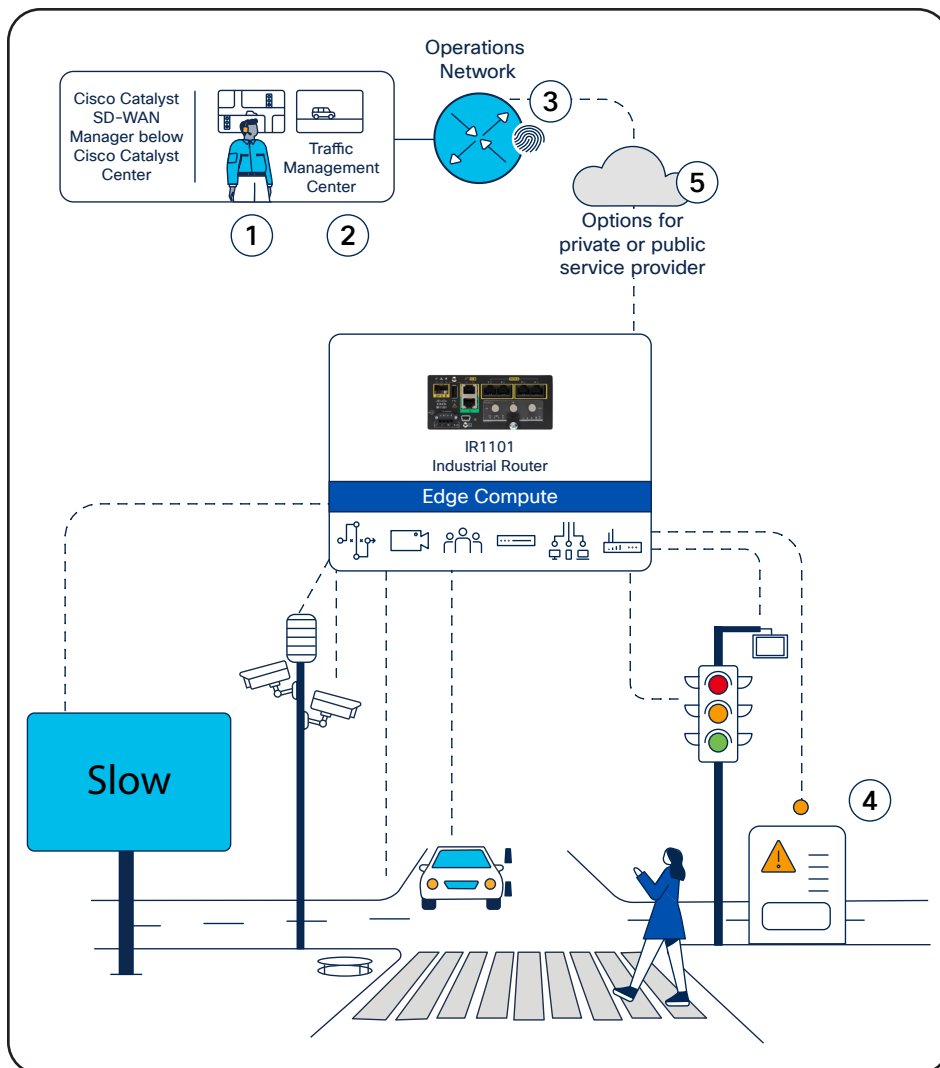 Operations
Network
Cisco Catalyst
SD-WAN
Manager below
Cisco Catalyst
Center
Traffic
Management
Center
1
2
3
5
Options for
private or public
service provider
IR1101
Industrial Router
Edge Compute
Slow
4